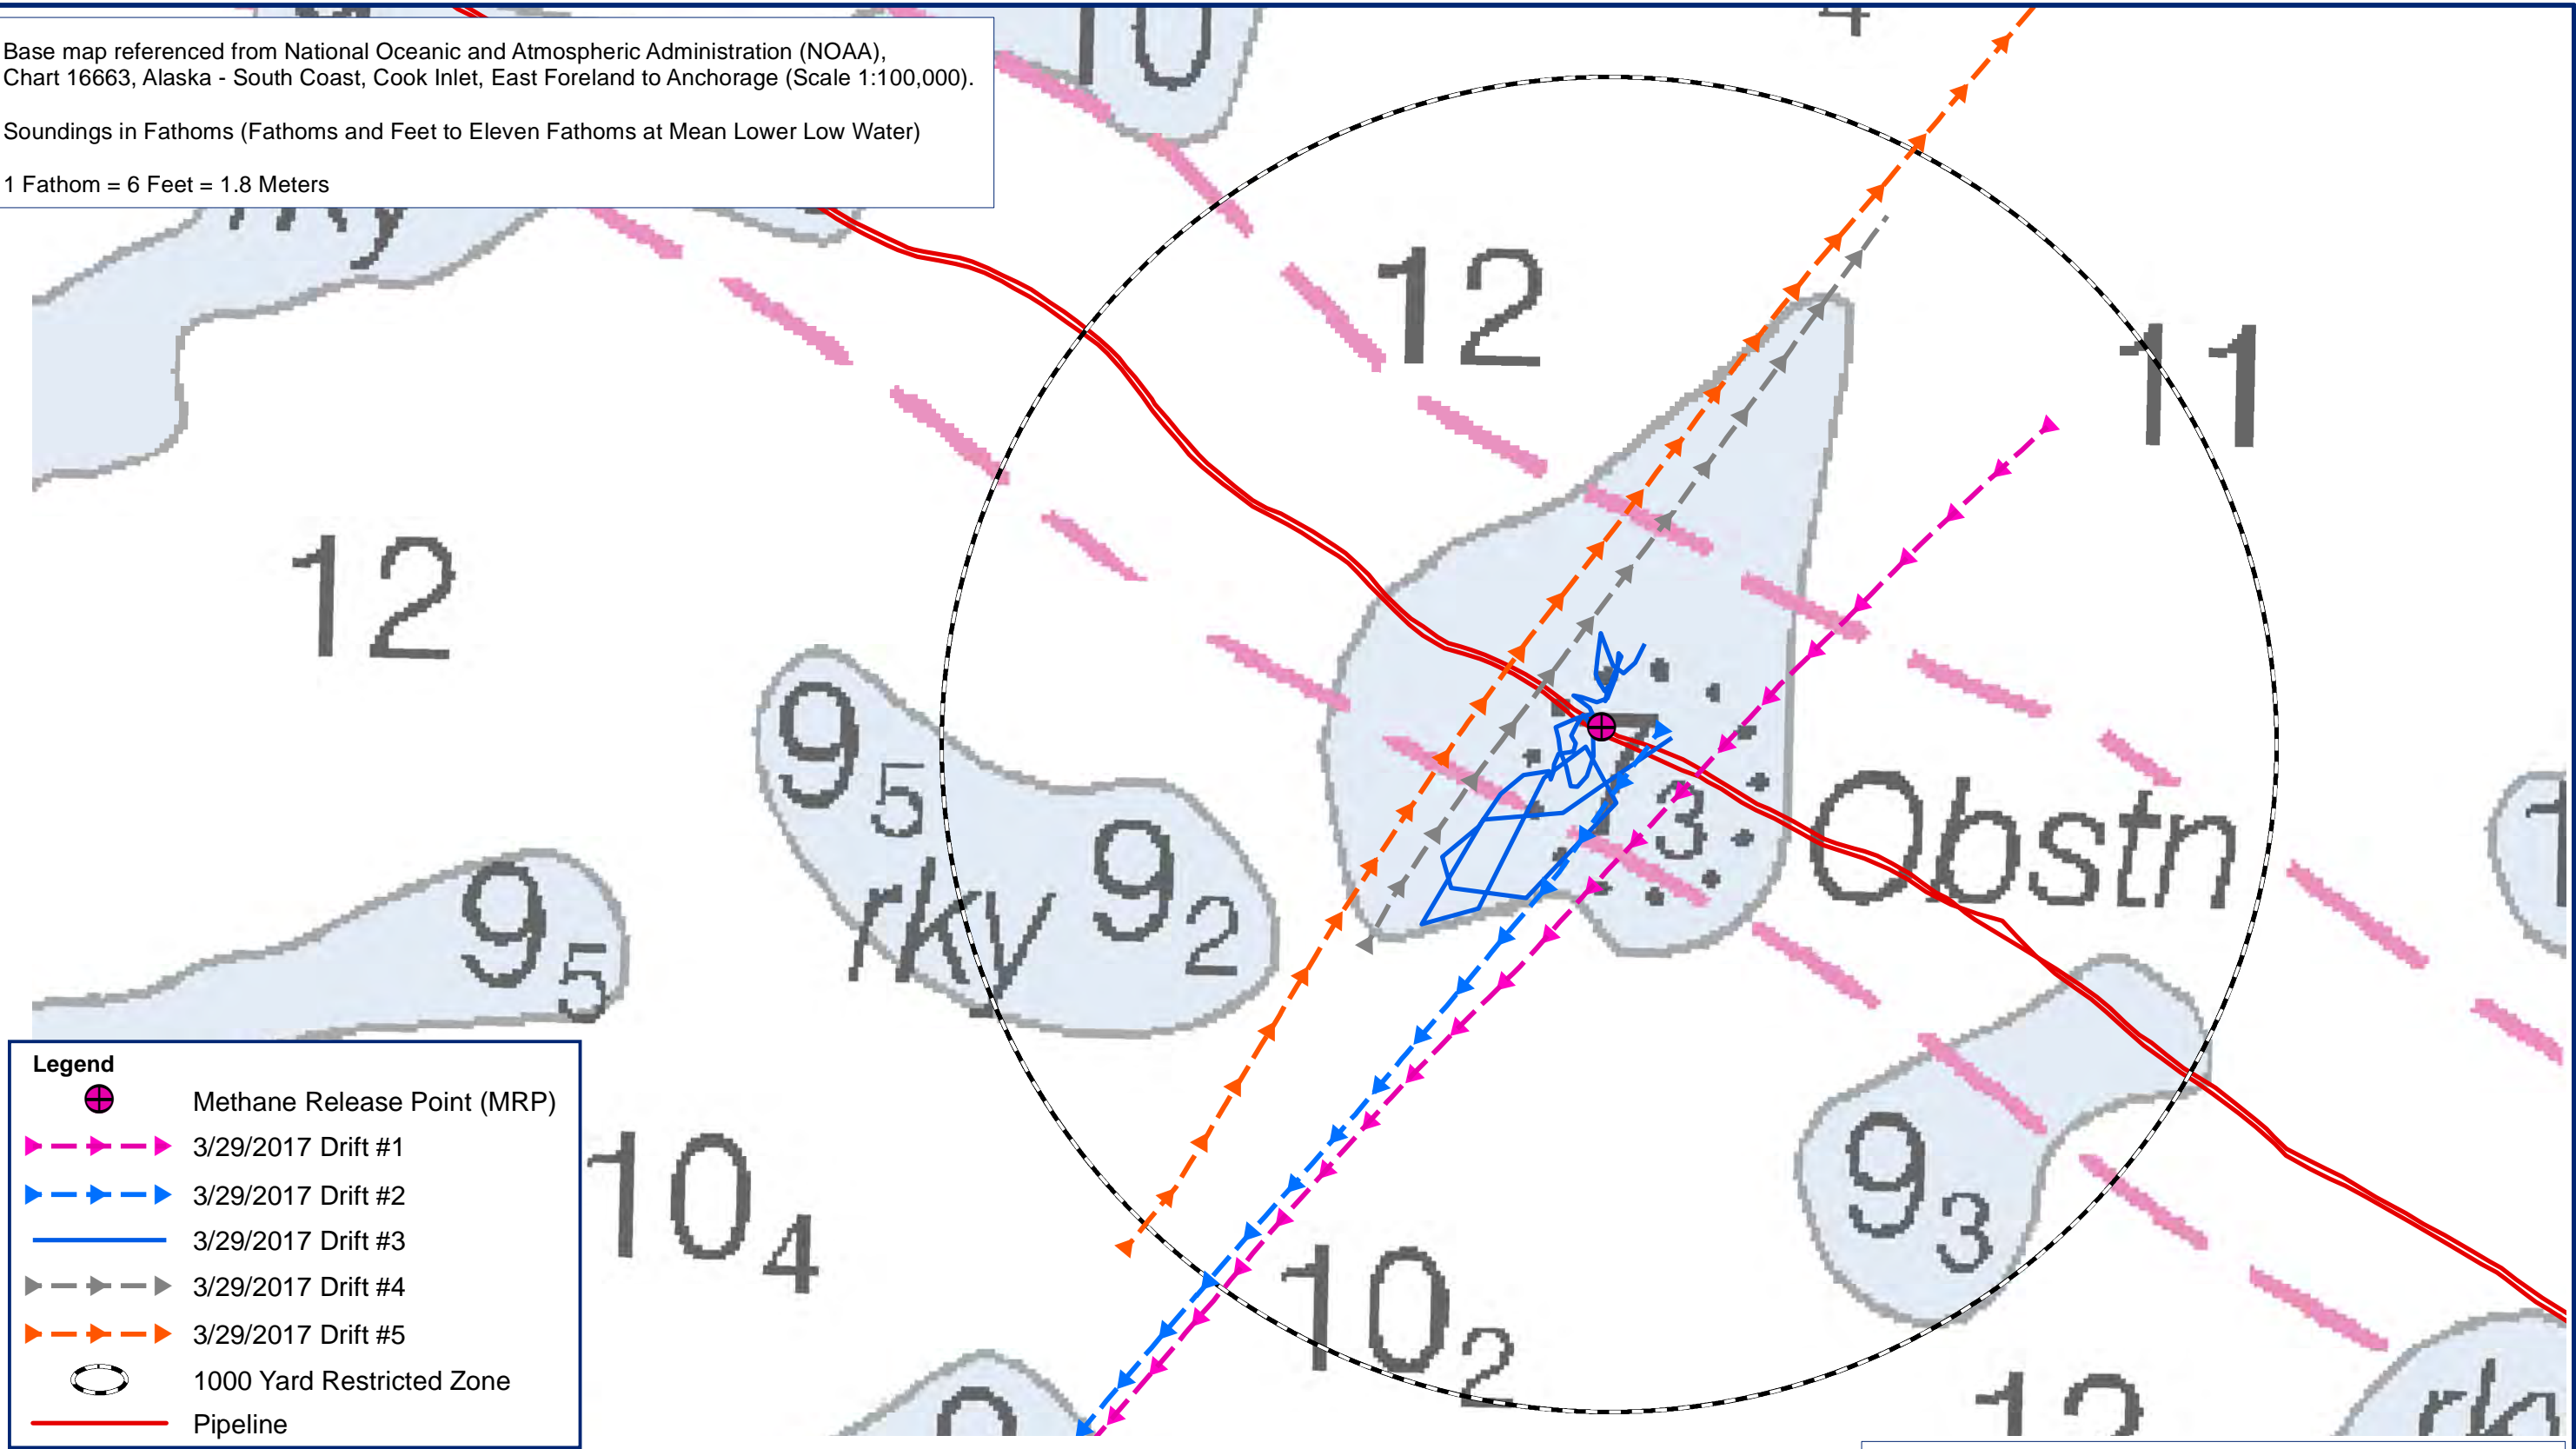 Base map referenced from National Oceanic and Atmospheric Administration (NOAA),
Chart 16663, Alaska - South Coast, Cook Inlet, East Foreland to Anchorage (Scale 1:100,000).
Soundings in Fathoms (Fathoms and Feet to Eleven Fathoms at Mean Lower Low Water)
1 Fathom = 6 Feet = 1.8 Meters
10
4
rky
12
11
12
9 5
7 3
Obstn
9 2
rky
9 5
10 4
9 3
10 2
Legend
Methane Release Point (MRP)
3/29/2017 Drift #1
3/29/2017 Drift #2
3/29/2017 Drift #3
3/29/2017 Drift #4
3/29/2017 Drift #5
1000 Yard Restricted Zone
Pipeline